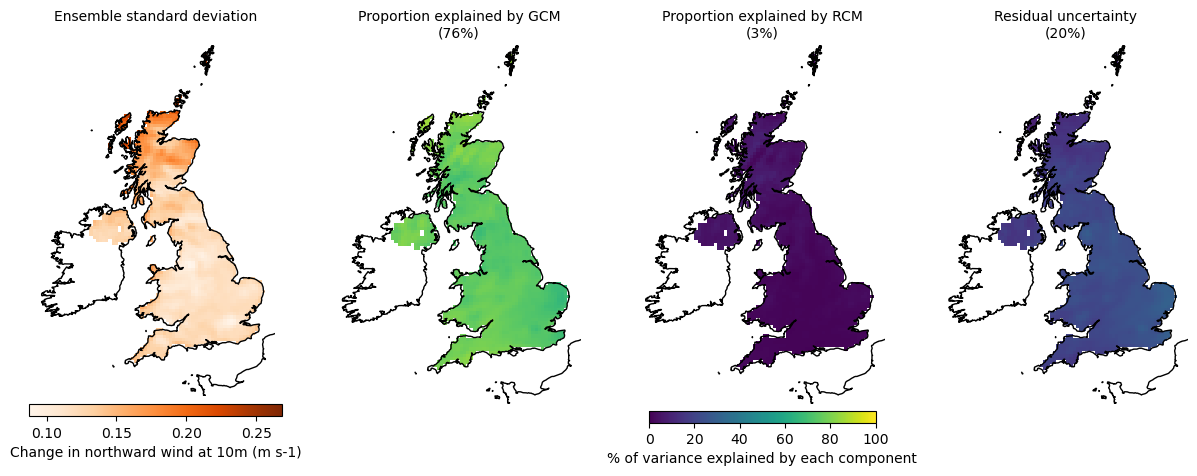 Ensemble standard deviation
Proportion explained by GCM
(76%)
Proportion explained by RCM
(3%)
Residual uncertainty
(20%)
0.10 0.15 0.20 0.25
Change in northward wind at 10m (m s-1)
0 20 40 60 80 100
% of variance explained by each component